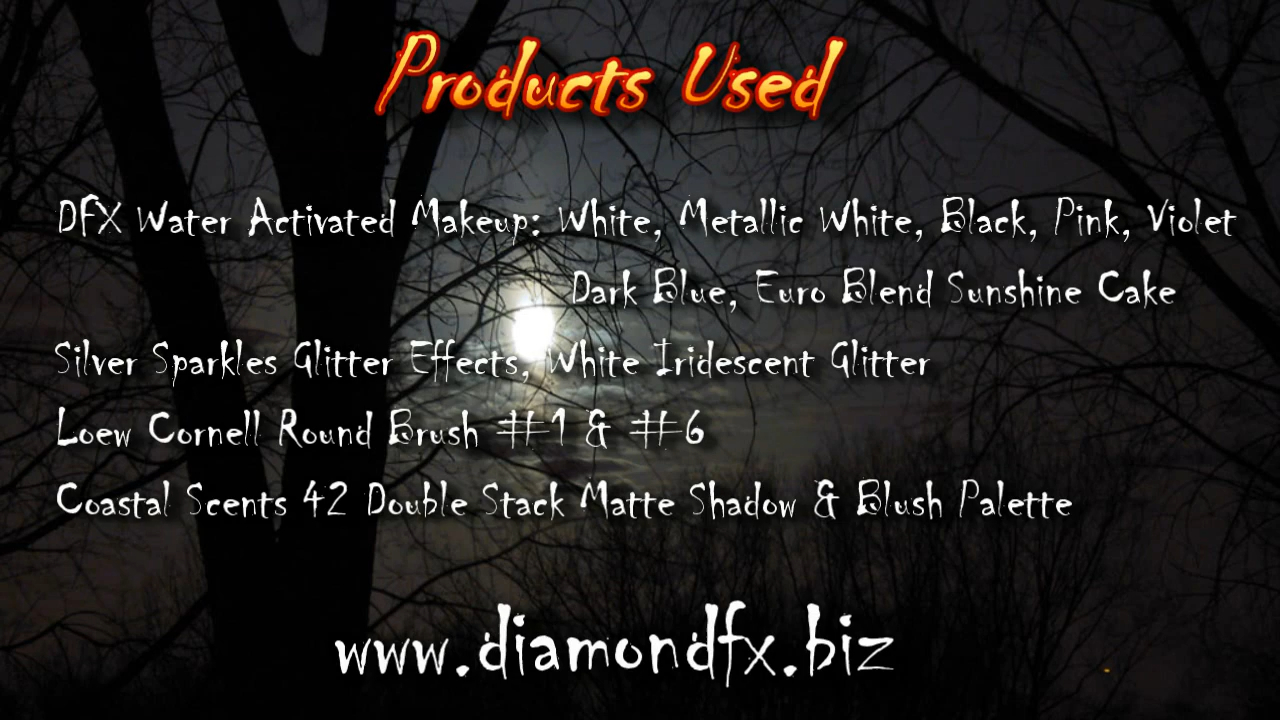 Products Used
DFX Water Activated Makeup: White, Metallic White, Black, Pink, Violet
Dark Blue, Euro Blend Sunshine Cake
Silver Sparkles Glitter Effects, White Iridescent Glitter
Loew Cornell Round Brush #1 & #6
Coastal Scents 42 Double Stack Matte Shadow & Blush Palette
www.diamondfx.biz